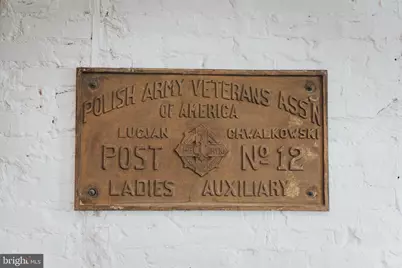 POLISH ARMY VETERANS ASS'N
OF AMERICA
LUCJAN CHWALKOWSKI
POST Nº 12
LADIES AUXILIARY
bright MLS